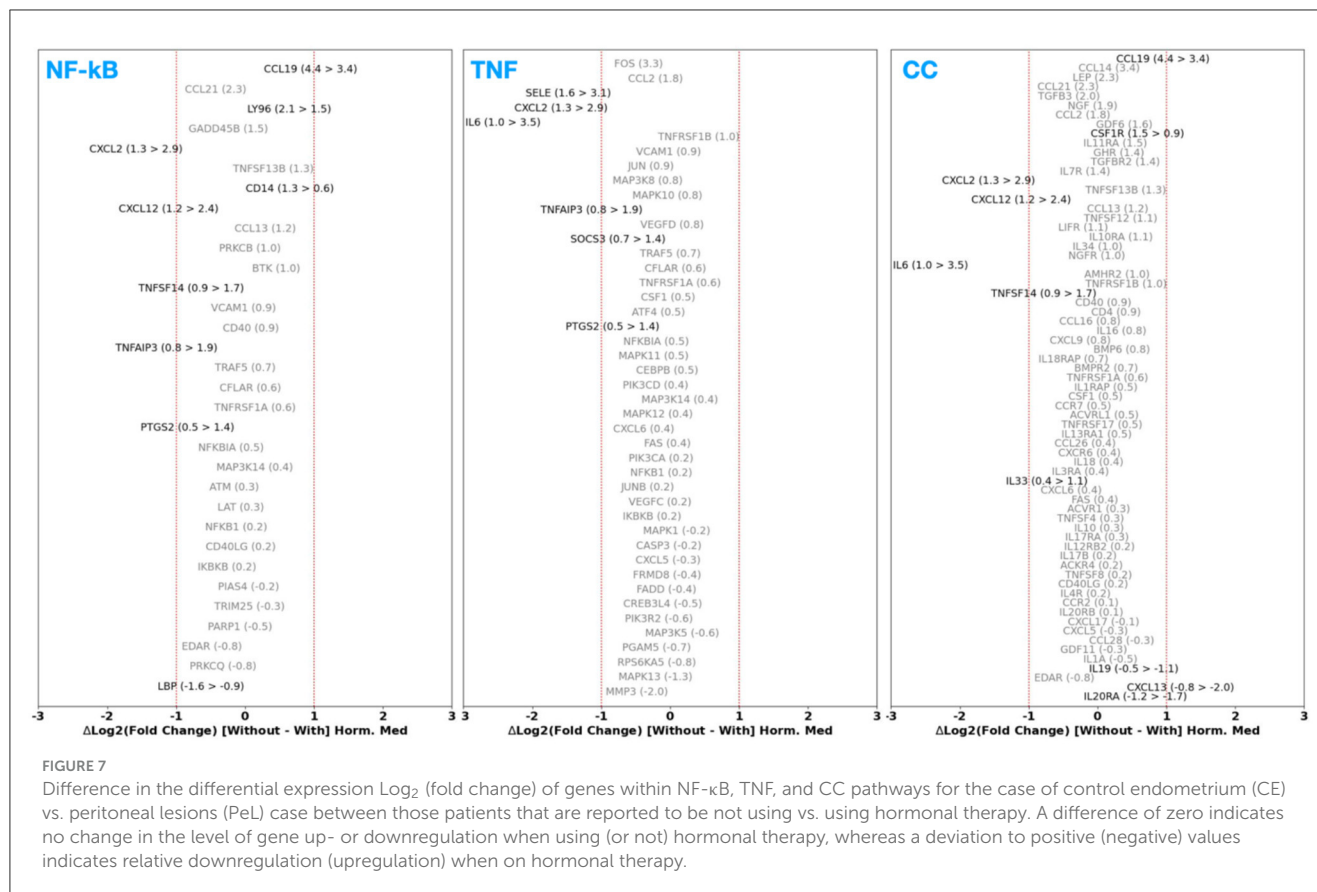 NF-kB
CCL19 (4.4 > 3.4)
CCL21 (2.3)
LY96 (2.1 > 1.5)
GADD45B (1.5)
CXCL2 (1.3 > 2.9)
TNFSF13B (1.3)
CD14 (1.3 > 0.6)
CXCL12 (1.2 > 2.4)
CCL13 (1.2)
PRKCB (1.0)
BTK (1.0)
TNFSF14 (0.9 > 1.7)
VCAM1 (0.9)
CD40 (0.9)
TNFAIP3 (0.8 > 1.9)
TRAF5 (0.7)
CFLAR (0.6)
TNFRSF1A (0.6)
PTGS2 (0.5 > 1.4)
NFKBIA (0.5)
MAP3K14 (0.4)
ATM (0.3)
LAT (0.3)
NFKB1 (0.2)
CD40LG (0.2)
IKBKB (0.2)
PIAS4 (-0.2)
TRIM25 (-0.3)
PARP1 (-0.5)
EDAR (-0.8)
PRKCQ (-0.8)
LBP (-1.6 > -0.9)
-3 -2 -1 0 1 2 3
ΔLog2(Fold Change) [Without - With] Horm. Med
TNF
FOS (3.3)
CCL2 (1.8)
SELE (1.6 > 3.1)
CXCL2 (1.3 > 2.9)
IL6 (1.0 > 3.5)
TNFRSF1B (1.0)
VCAM1 (0.9)
JUN (0.9)
MAP3K8 (0.8)
MAPK10 (0.8)
TNFAIP3 (0.8 > 1.9)
VEGFD (0.8)
SOCS3 (0.7 > 1.4)
TRAF5 (0.7)
CFLAR (0.6)
TNFRSF1A (0.6)
CSF1 (0.5)
ATF4 (0.5)
PTGS2 (0.5 > 1.4)
NFKBIA (0.5)
MAPK11 (0.5)
CEBPB (0.5)
PIK3CD (0.4)
MAP3K14 (0.4)
MAPK12 (0.4)
CXCL6 (0.4)
FAS (0.4)
PIK3CA (0.2)
NFKB1 (0.2)
JUNB (0.2)
VEGFC (0.2)
IKBKB (0.2)
MAPK1 (-0.2)
CASP3 (-0.2)
CXCL5 (-0.3)
FRMD8 (-0.4)
FADD (-0.4)
CREB3L4 (-0.5)
PIK3R2 (-0.6)
MAP3K5 (-0.6)
PGAM5 (-0.7)
RPS6KA5 (-0.8)
MAPK13 (-1.3)
MMP3 (-2.0)
-3 -2 -1 0 1 2 3
ΔLog2(Fold Change) [Without - With] Horm. Med
CC
CCL19 (4.4 > 3.4)
CCL14 (3.4)
LEP (2.3)
CCL21 (2.3)
TGFB3 (2.0)
NGF (1.9)
CCL2 (1.8)
GDF6 (1.6)
CSF1R (1.5 > 0.9)
IL11RA (1.5)
GHR (1.4)
TGFBR2 (1.4)
IL7R (1.4)
CXCL2 (1.3 > 2.9)
TNFSF13B (1.3)
CXCL12 (1.2 > 2.4)
CCL13 (1.2)
TNFSF12 (1.1)
LIFR (1.1)
IL10RA (1.1)
IL34 (1.0)
NGFR (1.0)
IL6 (1.0 > 3.5)
AMHR2 (1.0)
TNFRSF1B (1.0)
TNFSF14 (0.9 > 1.7)
CD40 (0.9)
CD4 (0.9)
CCL16 (0.8)
IL16 (0.8)
CXCL9 (0.8)
BMP6 (0.8)
IL18RAP (0.7)
BMPR2 (0.7)
TNFRSF1A (0.6)
IL1RAP (0.5)
CSF1 (0.5)
CCR7 (0.5)
ACVRL1 (0.5)
TNFRSF17 (0.5)
IL13RA1 (0.5)
CCL26 (0.4)
CXCR6 (0.4)
IL18 (0.4)
IL3RA (0.4)
IL33 (0.4 > 1.1)
CXCL6 (0.4)
FAS (0.4)
ACVR1 (0.3)
TNFSF4 (0.3)
IL10 (0.3)
IL17RA (0.3)
IL12RB2 (0.2)
IL17B (0.2)
ACKR4 (0.2)
TNFSF8 (0.2)
CD40LG (0.2)
IL4R (0.2)
CCR2 (0.1)
IL20RB (0.1)
CXCL17 (-0.1)
CXCL5 (-0.3)
CCL28 (-0.3)
GDF11 (-0.3)
IL1A (-0.5)
IL19 (-0.5 > -1.1)
EDAR (-0.8)
CXCL13 (-0.8 > -2.0)
IL20RA (-1.2 > -1.7)
-3 -2 -1 0 1 2 3
ΔLog2(Fold Change) [Without - With] Horm. Med
FIGURE 7
Difference in the differential expression Log2 (fold change) of genes within NF-κB, TNF, and CC pathways for the case of control endometrium (CE)
vs. peritoneal lesions (PeL) case between those patients that are reported to be not using vs. using hormonal therapy. A difference of zero indicates
no change in the level of gene up- or downregulation when using (or not) hormonal therapy, whereas a deviation to positive (negative) values
indicates relative downregulation (upregulation) when on hormonal therapy.